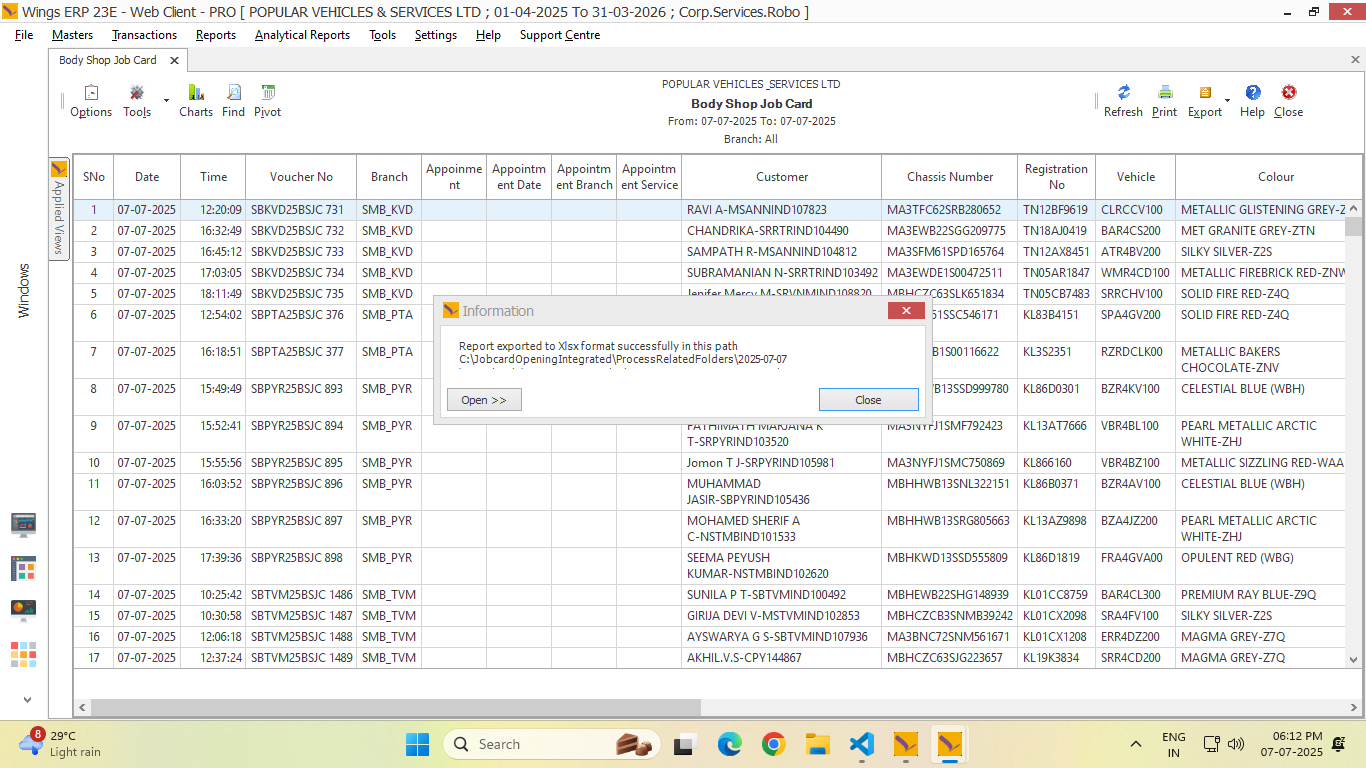 Wings ERP 23E - Web Client - PRO [ POPULAR VEHICLES & SERVICES LTD ; 01-04-2025 To 31-03-2026 ; Corp.Services.Robo ]
File Masters Transactions Reports Analytical Reports Tools Settings Help Support Centre
Body Shop Job Card
POPULAR VEHICLES_SERVICES LTD
Body Shop Job Card
From: 07-07-2025 To: 07-07-2025
Branch: All
Options Tools Charts Find Pivot
Refresh Print Export Help Close
Applied Views
Windows
SNo Date Time Voucher No Branch Appoinment Appointment Date Appointment Branch Appointment Service Customer Chassis Number Registration No Vehicle Colour
1 07-07-2025 12:20:09 SBKVD25BSJC 731 SMB_KVD RAVI A-MSANNIND107823 MA3TFC62SRB280652 TN12BF9619 CLRCCV100 METALLIC GLISTENING GREY-Z
2 07-07-2025 16:32:49 SBKVD25BSJC 732 SMB_KVD CHANDRIKA-SRRTRIND104490 MA3EWB22SGG209775 TN18AJ0419 BAR4CS200 MET GRANITE GREY-ZTN
3 07-07-2025 16:45:12 SBKVD25BSJC 733 SMB_KVD SAMPATH R-MSANNIND104812 MA3SFM61SPD165764 TN12AX8451 ATR4BV200 SILKY SILVER-Z2S
4 07-07-2025 17:03:05 SBKVD25BSJC 734 SMB_KVD SUBRAMANIAN N-SRRTRIND103492 MA3EWDE1S00472511 TN05AR1847 WMR4CD100 METALLIC FIREBRICK RED-ZNW
5 07-07-2025 18:11:49 SBKVD25BSJC 735 SMB_KVD Jenifer Mercy M-SRVNMIND108820 MBHCZC63SLK651834 TN05CB7483 SRRCHV100 SOLID FIRE RED-Z4Q
6 07-07-2025 12:54:02 SBPTA25BSJC 376 SMB_PTA 61SSC546171 KL83B4151 SPA4GV200 SOLID FIRE RED-Z4Q
7 07-07-2025 16:18:51 SBPTA25BSJC 377 SMB_PTA B1S00116622 KL3S2351 RZRDCLK00 METALLIC BAKERS
CHOCOLATE-ZNV
8 07-07-2025 15:49:49 SBPYR25BSJC 893 SMB_PYR WB13SSD999780 KL86D0301 BZR4KV100 CELESTIAL BLUE (WBH)
9 07-07-2025 15:52:41 SBPYR25BSJC 894 SMB_PYR FATHIMATH MARJANA K MA3NYFJ1SMF792423 KL13AT7666 VBR4BL100 PEARL METALLIC ARCTIC
T-SRPYRIND103520 WHITE-ZHJ
10 07-07-2025 15:55:56 SBPYR25BSJC 895 SMB_PYR Jomon T J-SRPYRIND105981 MA3NYFJ1SMC750869 KL866160 VBR4BZ100 METALLIC SIZZLING RED-WAA
11 07-07-2025 16:03:52 SBPYR25BSJC 896 SMB_PYR MUHAMMAD MBHHWB13SNL322151 KL86B0371 BZR4AV100 CELESTIAL BLUE (WBH)
JASIR-SBPYRIND105436
12 07-07-2025 16:33:20 SBPYR25BSJC 897 SMB_PYR MOHAMED SHERIF A MBHHWB13SRG805663 KL13AZ9898 BZA4JZ200 PEARL METALLIC ARCTIC
C-NSTMBIND101533 WHITE-ZHJ
13 07-07-2025 17:39:36 SBPYR25BSJC 898 SMB_PYR SEEMA PEYUSH MBHKWD13SSD555809 KL86D1819 FRA4GVA00 OPULENT RED (WBG)
KUMAR-NSTMBIND102620
14 07-07-2025 10:25:42 SBTVM25BSJC 1486 SMB_TVM SUNILA P T-SBTVMIND100492 MBHEWB22SHG148939 KL01CC8759 BAR4CL300 PREMIUM RAY BLUE-Z9Q
15 07-07-2025 10:30:58 SBTVM25BSJC 1487 SMB_TVM GIRIJA DEVI V-MSTVMIND102853 MBHCZCB3SNMB39242 KL01CX2098 SRA4FV100 SILKY SILVER-Z2S
16 07-07-2025 12:06:18 SBTVM25BSJC 1488 SMB_TVM AYSWARYA G S-SBTVMIND107936 MA3BNC72SNM561671 KL01CX1208 ERR4DZ200 MAGMA GREY-Z7Q
17 07-07-2025 12:37:24 SBTVM25BSJC 1489 SMB_TVM AKHIL.V.S-CPY144867 MBHCZC63SJG223657 KL19K3834 SRR4CD200 MAGMA GREY-Z7Q
Information
Report exported to Xlsx format successfully in this path
C:\JobcardOpeningIntegrated\ProcessRelatedFolders\2025-07-07
Open >> Close
8 29°C
Light rain
Search
ENG
IN
06:12 PM
07-07-2025